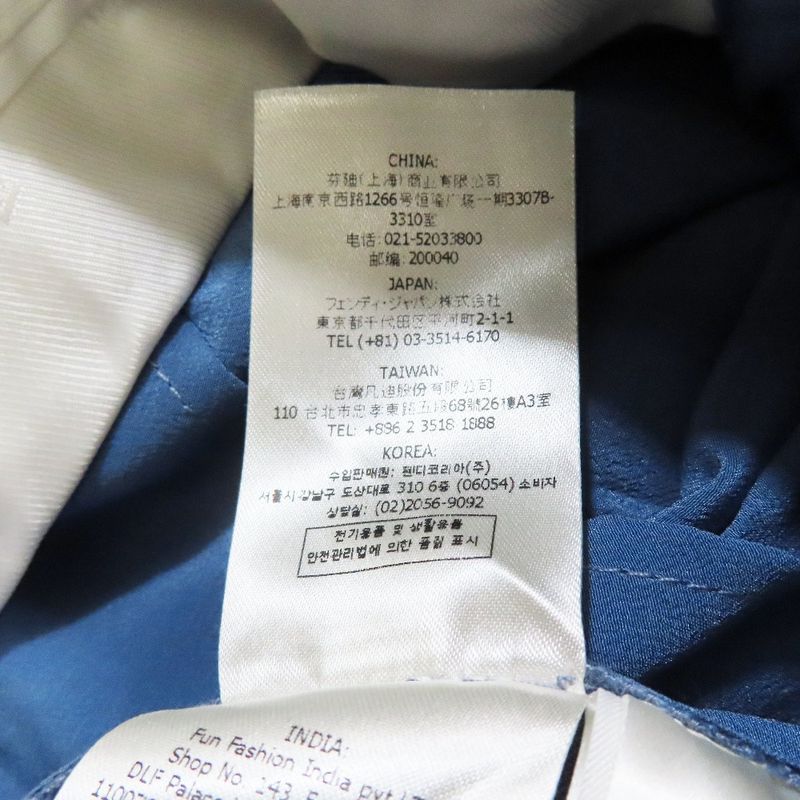 CHINA:
芬迪(上海)商业有限公司
上海南京西路1266号恒隆广场一期33078-
3310室
电话: 021-52033800
邮编: 200040
JAPAN:
フェンディ・ジャパン株式会社
東京都千代田区平河町2-1-1
TEL (+81) 03-3514-6170
TAIWAN:
台灣凡迪股份有限公司
110 台北市忠孝東路五段68號26樓A3室
TEL: +886 2 3518 1888
KOREA:
수입판매원: 펜디코리아(주)
서울시 강남구 도산대로 310 6층 (06054) 소비자
상담실: (02)2056-9092
전기용품 및 생활용품
안전관리법에 의한 품질 표시
INDIA:
Fun Fashion India pvt
Shop No. 143,
DLF